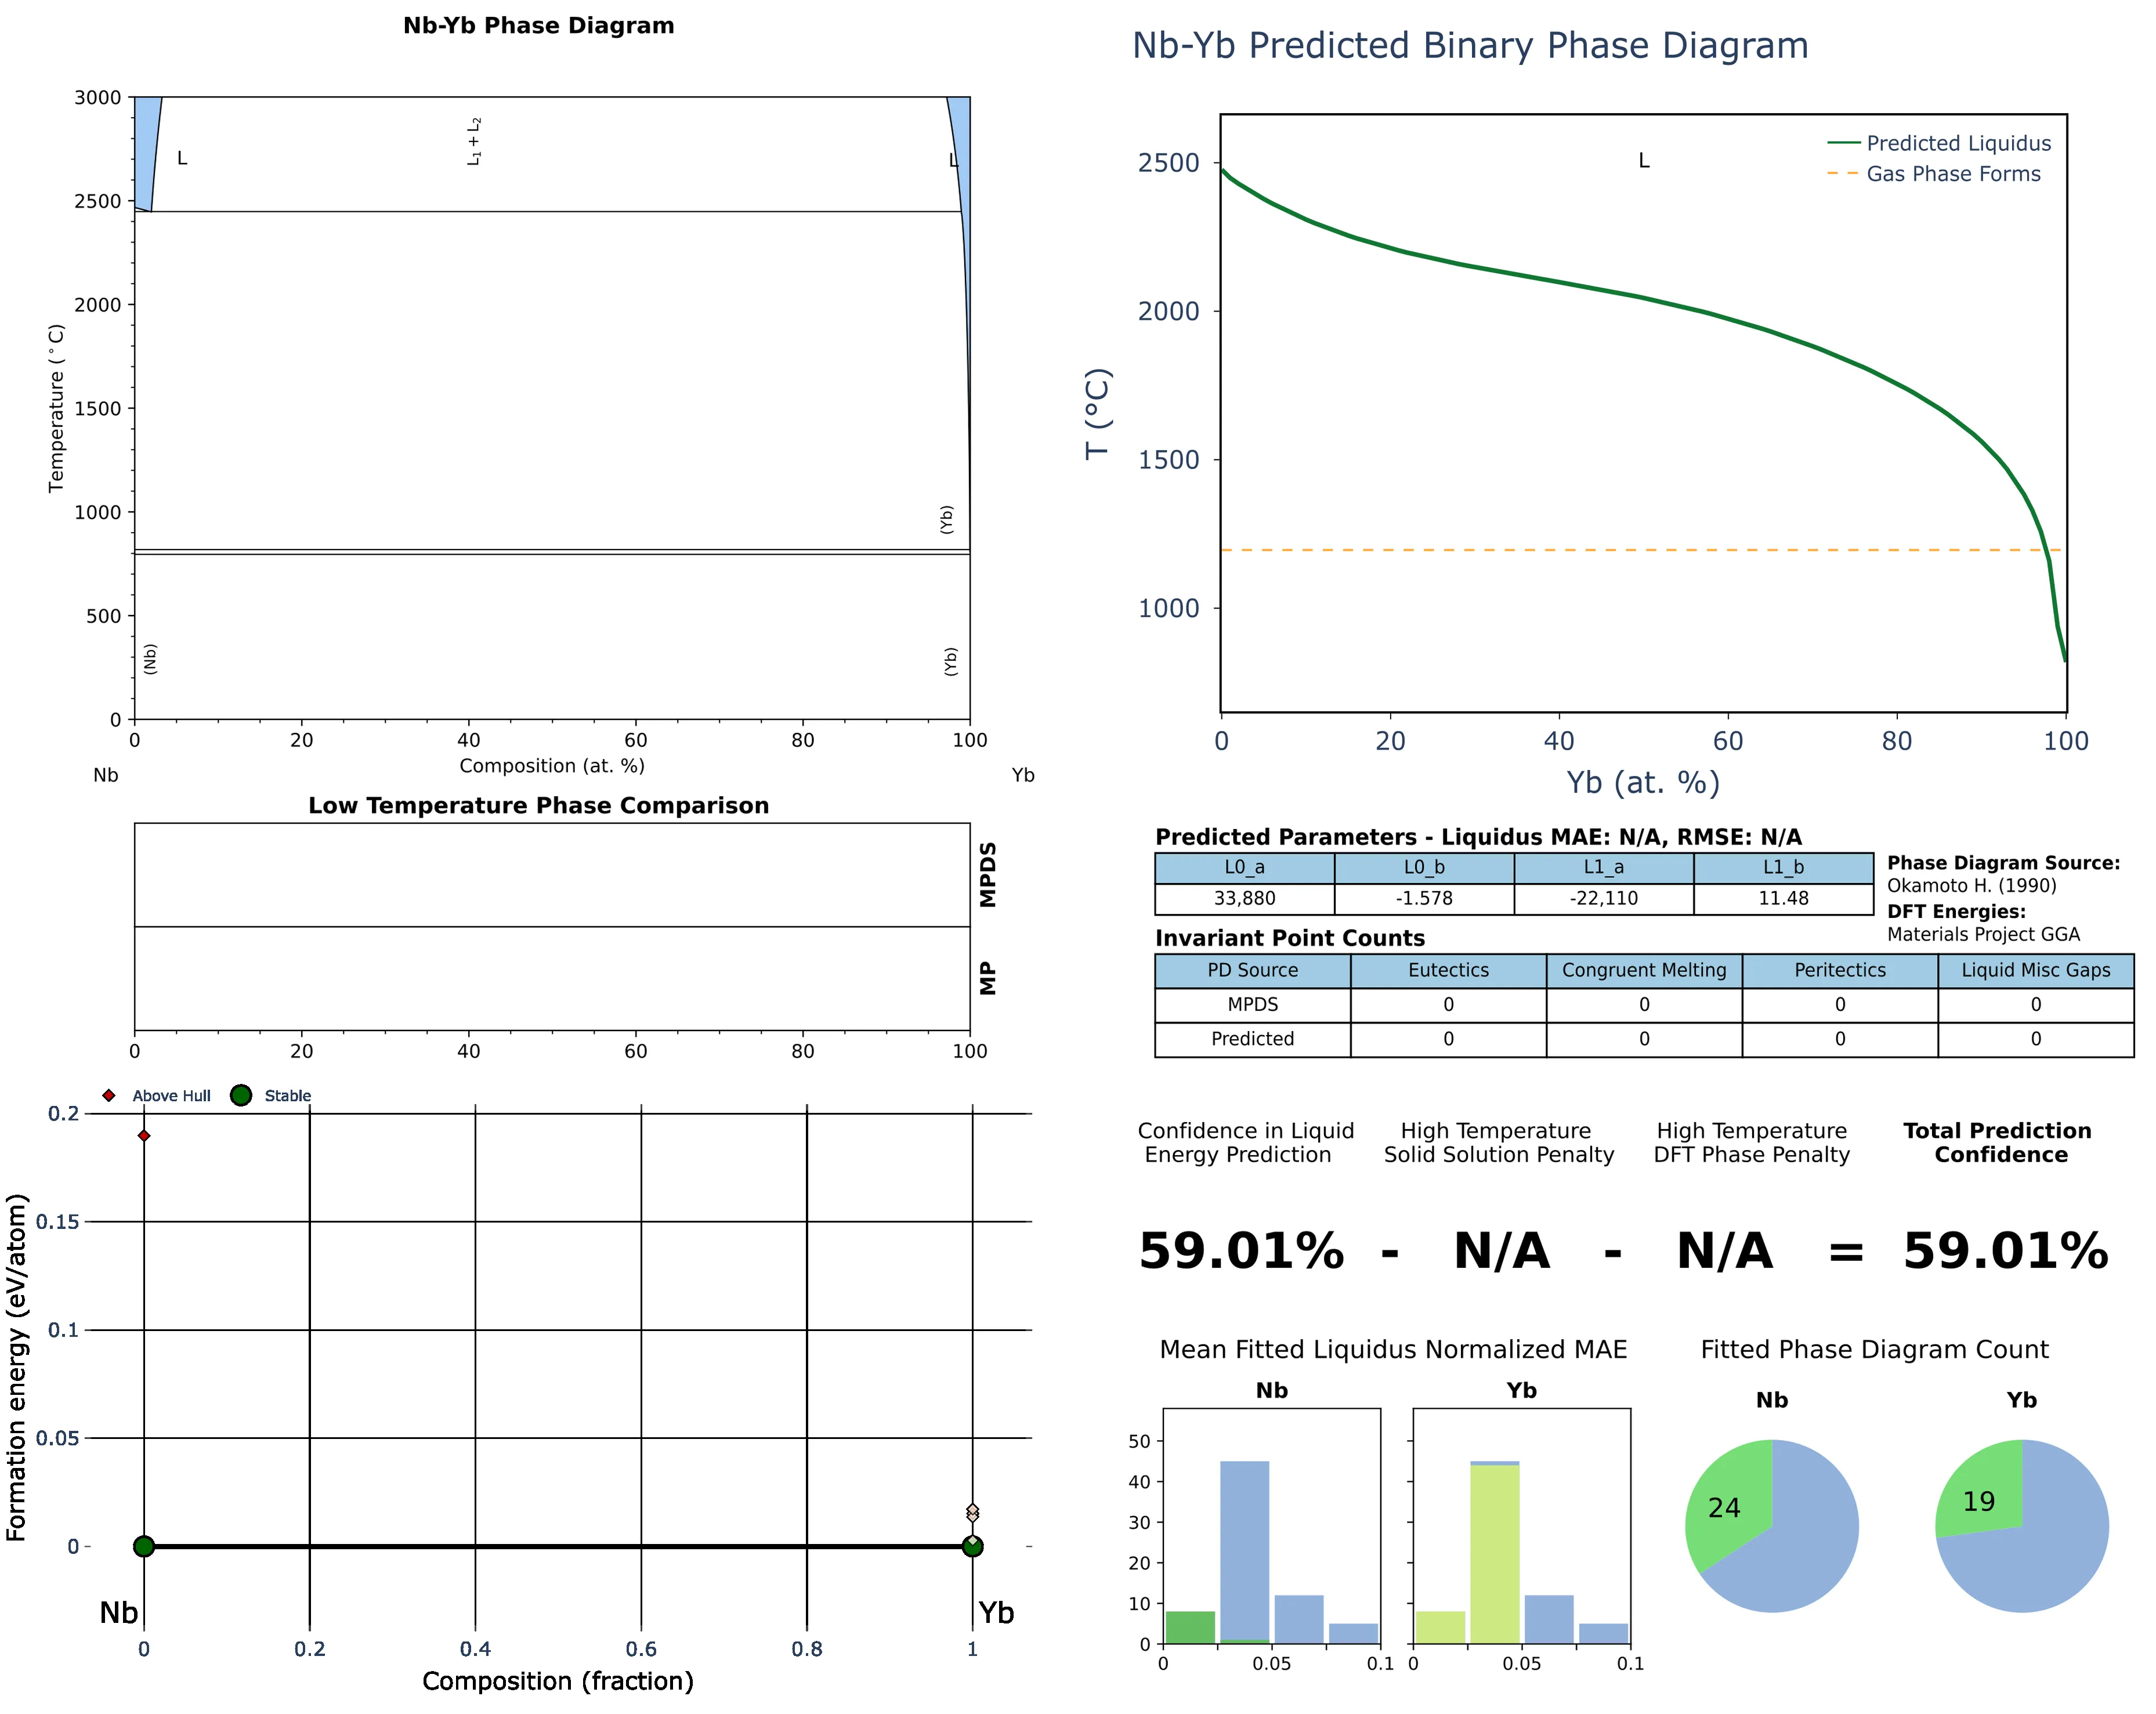 Nb-Yb Phase Diagram
3000
2500
2000
1500
1000
500
0
Temperature (°C)
L
L₁ + L₂
L
(Yb)
(Nb)
(Yb)
0 20 40 60 80 100
Composition (at. %)
Nb Yb
Low Temperature Phase Comparison
MPDS
MP
0 20 40 60 80 100
Above Hull Stable
0.2
0.15
0.1
0.05
0
Formation energy (eV/atom)
Nb Yb
0 0.2 0.4 0.6 0.8 1
Composition (fraction)
Nb-Yb Predicted Binary Phase Diagram
L
Predicted Liquidus
Gas Phase Forms
2500
2000
1500
1000
T (°C)
0 20 40 60 80 100
Yb (at. %)
Predicted Parameters - Liquidus MAE: N/A, RMSE: N/A
L0_a L0_b L1_a L1_b
33,880 -1.578 -22,110 11.48
Phase Diagram Source:
Okamoto H. (1990)
DFT Energies:
Materials Project GGA
Invariant Point Counts
PD Source Eutectics Congruent Melting Peritectics Liquid Misc Gaps
MPDS 0 0 0 0
Predicted 0 0 0 0
Confidence in Liquid
Energy Prediction
High Temperature
Solid Solution Penalty
High Temperature
DFT Phase Penalty
Total Prediction
Confidence
59.01% - N/A - N/A = 59.01%
Mean Fitted Liquidus Normalized MAE
Nb Yb
50
40
30
20
10
0
0 0.05 0.1
0 0.05 0.1
Fitted Phase Diagram Count
Nb Yb
24 19